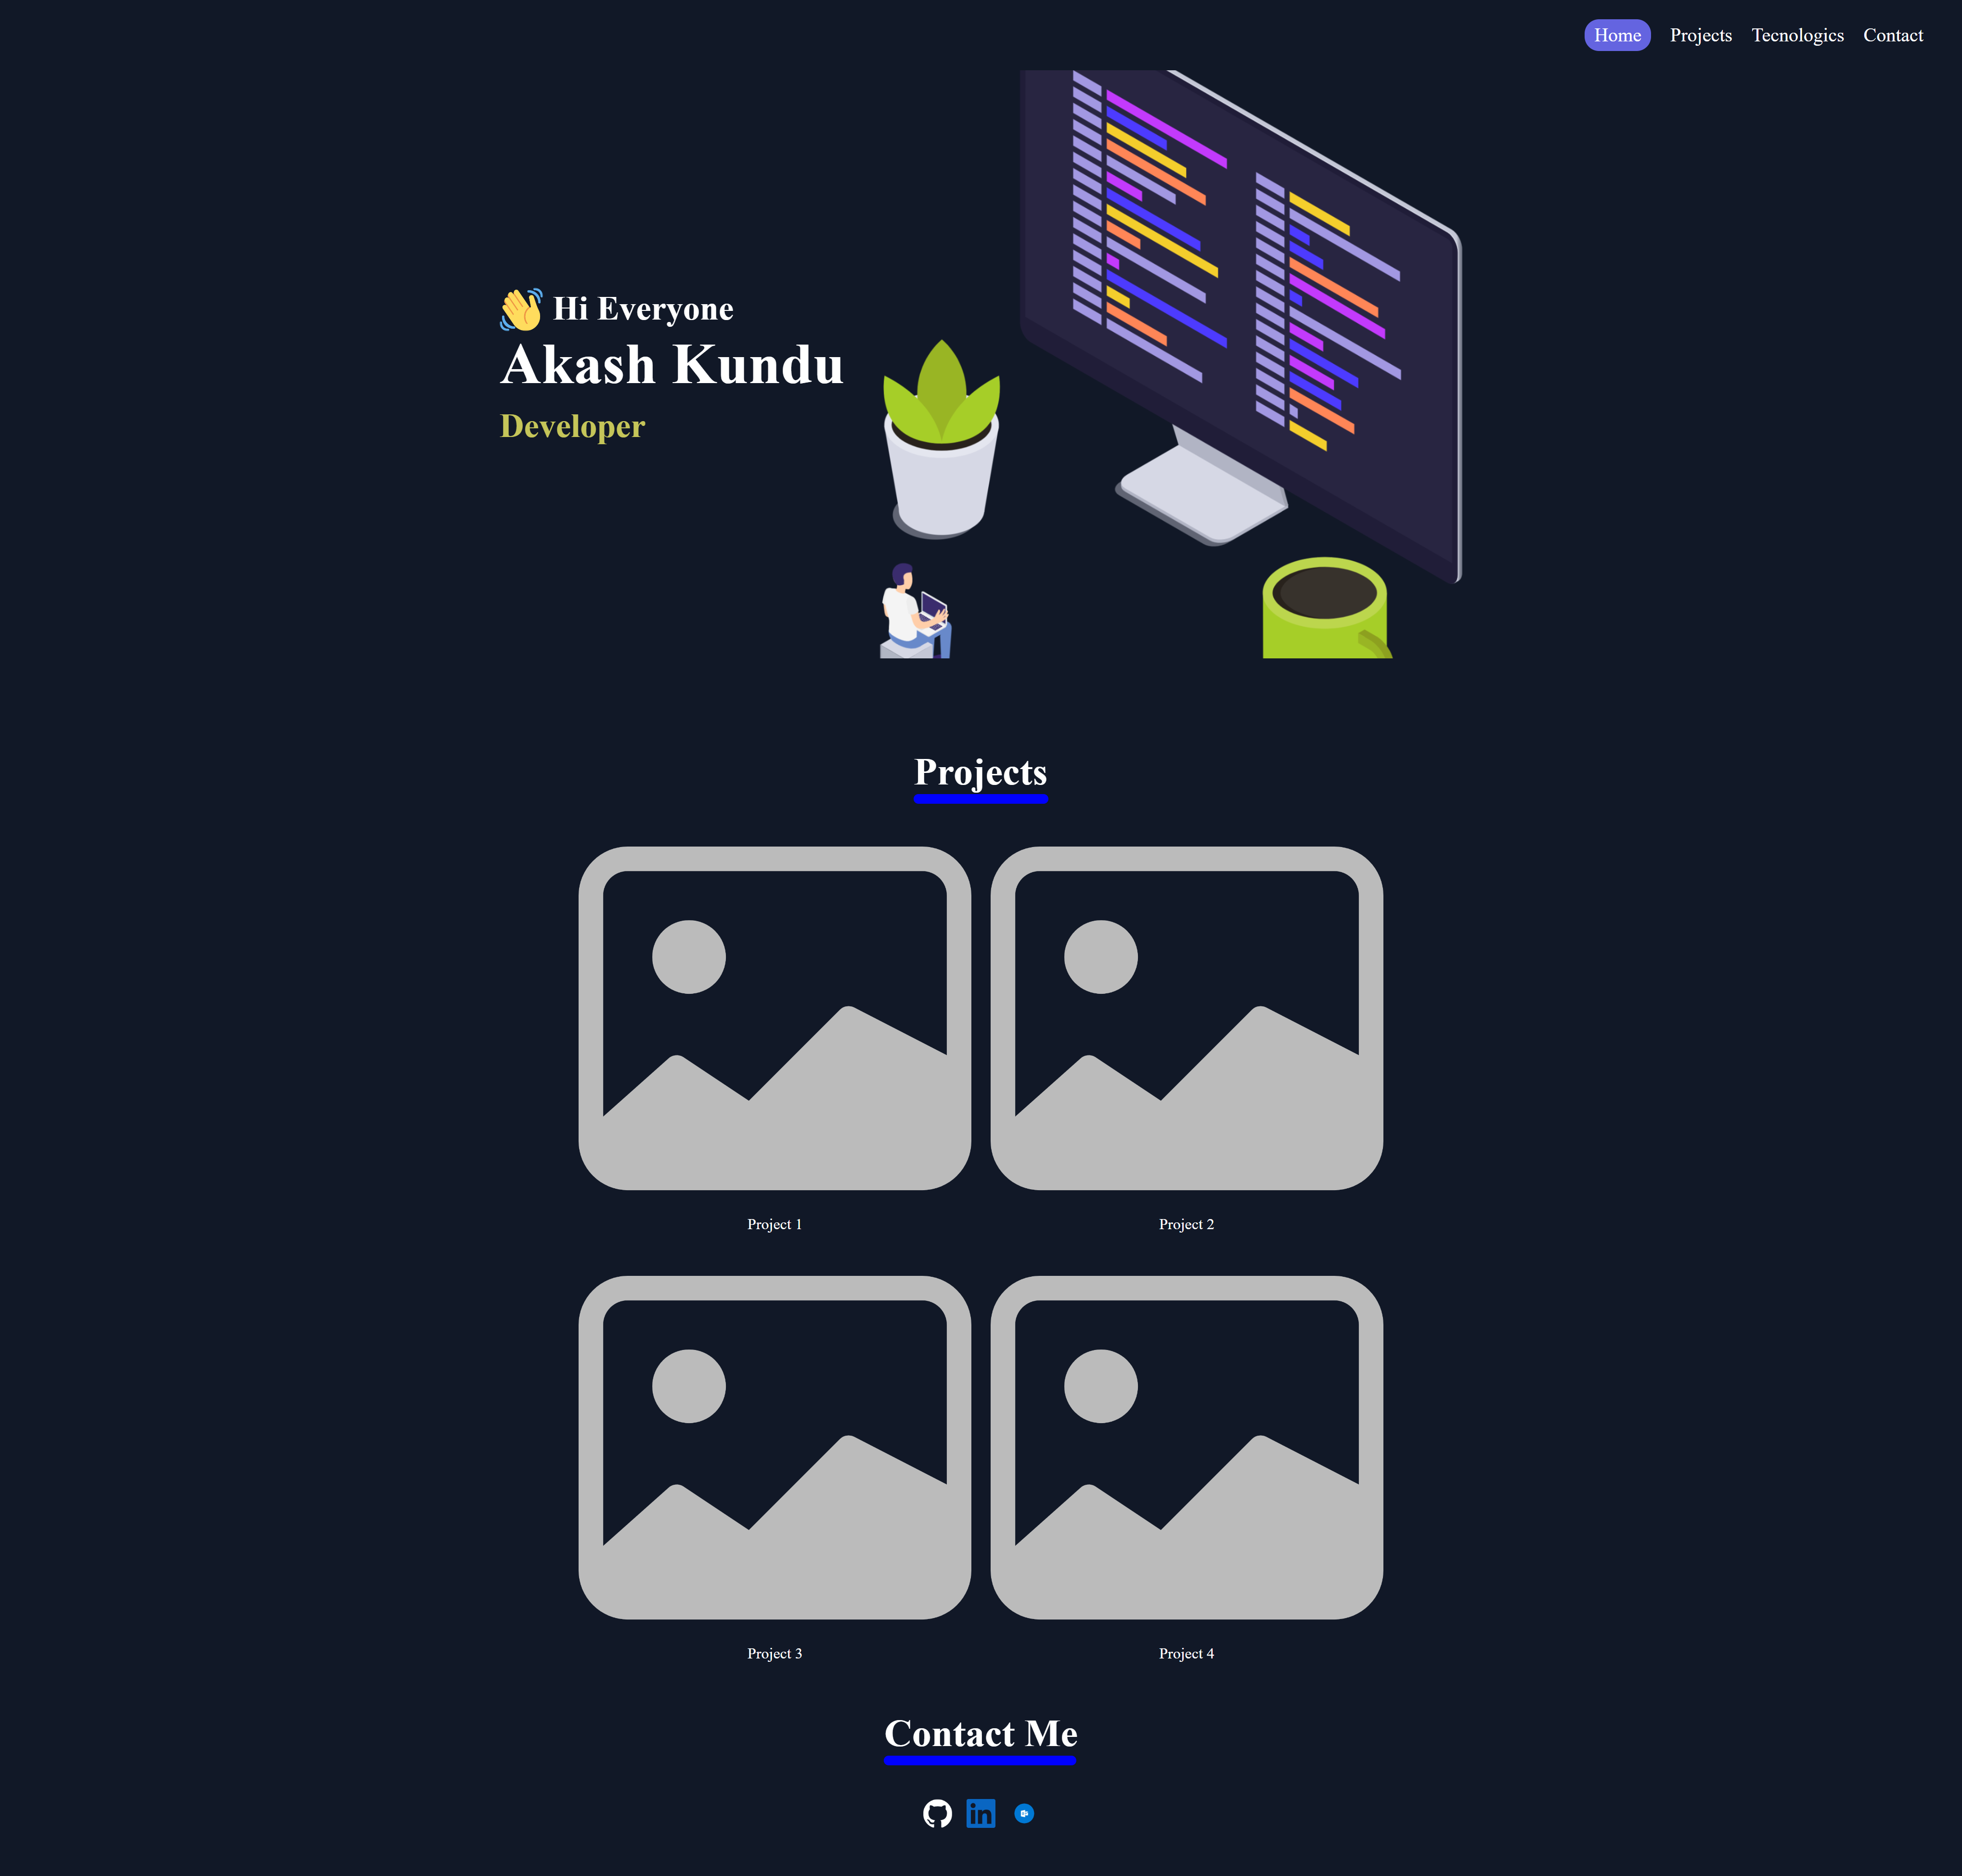 Home Projects Tecnologics Contact
Hi Everyone
Akash Kundu
Developer
Projects
Project 1
Project 2
Project 3
Project 4
Contact Me
in